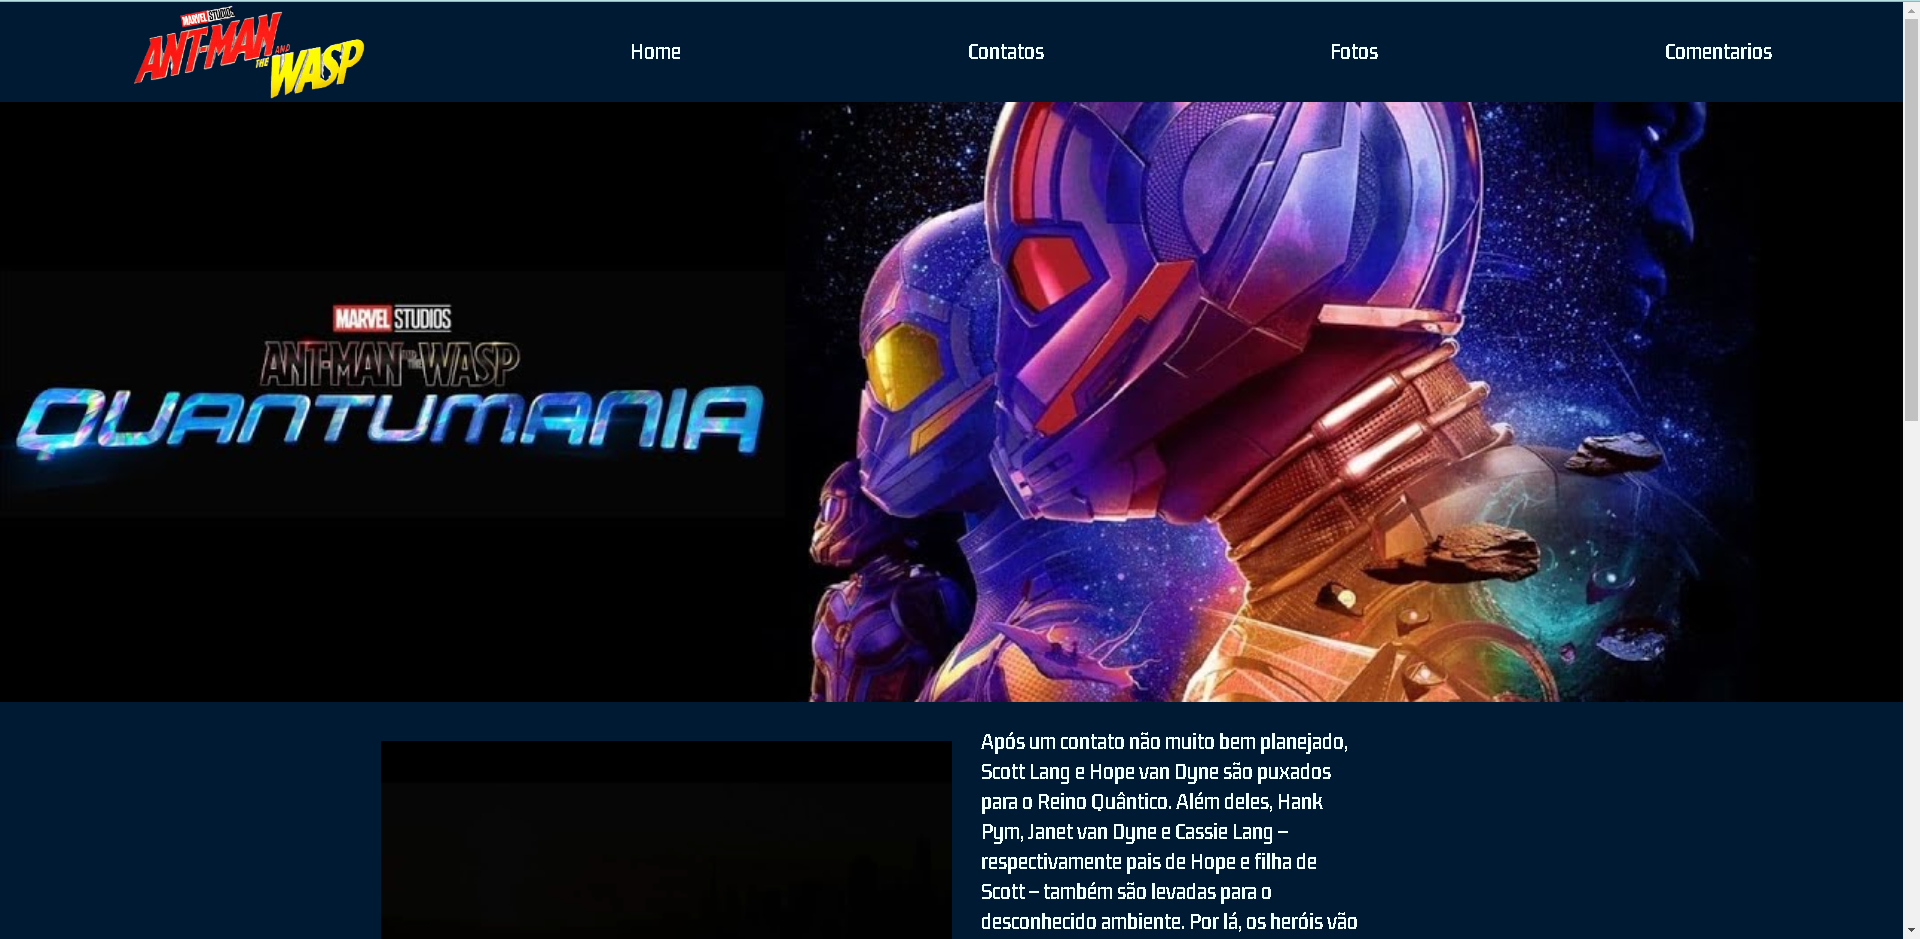 MARVEL STUDIOS
ANT-MAN
AND
THE
WASP
Home
Contatos
Fotos
Comentarios
MARVEL STUDIOS
ANT-MAN AND THE WASP
QUANTUMANIA
Após um contato não muito bem planejado,
Scott Lang e Hope van Dyne são puxados
para o Reino Quântico. Além deles, Hank
Pym, Janet van Dyne e Cassie Lang –
respectivamente pais de Hope e filha de
Scott – também são levadas para o
desconhecido ambiente. Por lá, os heróis vão